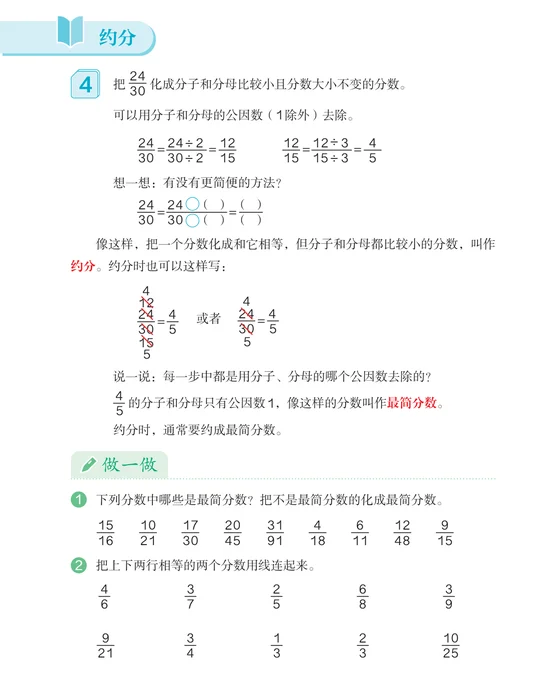 约分
4 把 24/30 化成分子和分母比较小且分数大小不变的分数。
可以用分子和分母的公因数（1除外）去除。
24/30 = 24÷2/30÷2 = 12/15 12/15 = 12÷3/15÷3 = 4/5
想一想：有没有更简便的方法？
24/30 = 24○( )/30○( ) = ( )/( )
像这样，把一个分数化成和它相等，但分子和分母都比较小的分数，叫作
约分。约分时也可以这样写：
4
12 4
24/30 = 4/5 或者 24/30 = 4/5
15 5
5
说一说：每一步中都是用分子、分母的哪个公因数去除的？
4/5 的分子和分母只有公因数1，像这样的分数叫作最简分数。
约分时，通常要约成最简分数。
做一做
1 下列分数中哪些是最简分数？把不是最简分数的化成最简分数。
15/16 10/21 17/30 20/45 31/91 4/18 6/11 12/48 9/15
2 把上下两行相等的两个分数用线连起来。
4/6 3/7 2/5 6/8 3/9
9/21 3/4 1/3 2/3 10/25